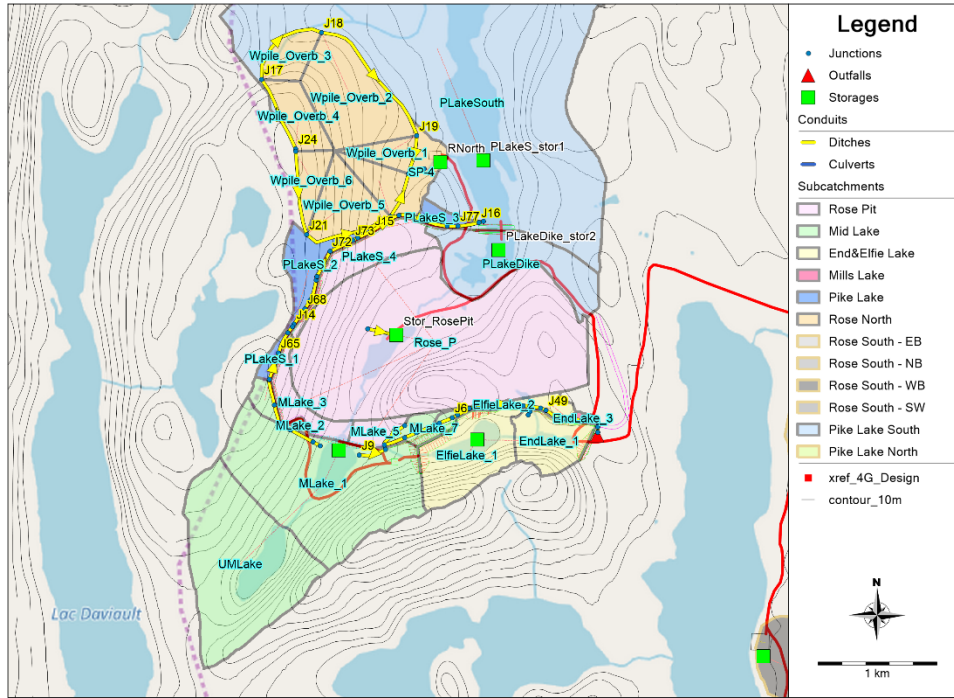 J18
Wpile_Overb_3
J17
Wpile_Overb_2
PLakeSouth
Wpile_Overb_4
J19
J24
Wpile_Overb_1
RNorth
PLakeS_stor1
SP4
Wpile_Overb_6
Wpile_Overb_5
PLakeS_3
J77
J16
J15
J21
J72
J73
PLakeDike_stor2
PLakeS_4
PLakeDike
PLakeS_2
J68
J14
Stor_RosePit
Rose_P
J65
PLakeS_1
MLake_3
J6
ElfieLake_2
J49
MLake_2
MLake_5
MLake_7
EndLake_3
J9
EndLake_1
ElfieLake_1
MLake_1
UMLake
Lac Daviault
Legend
Junctions
Outfalls
Storages
Conduits
Ditches
Culverts
Subcatchments
Rose Pit
Mid Lake
End&Elfie Lake
Mills Lake
Pike Lake
Rose North
Rose South - EB
Rose South - NB
Rose South - WB
Rose South - SW
Pike Lake South
Pike Lake North
xref_4G_Design
contour_10m
N
1 km